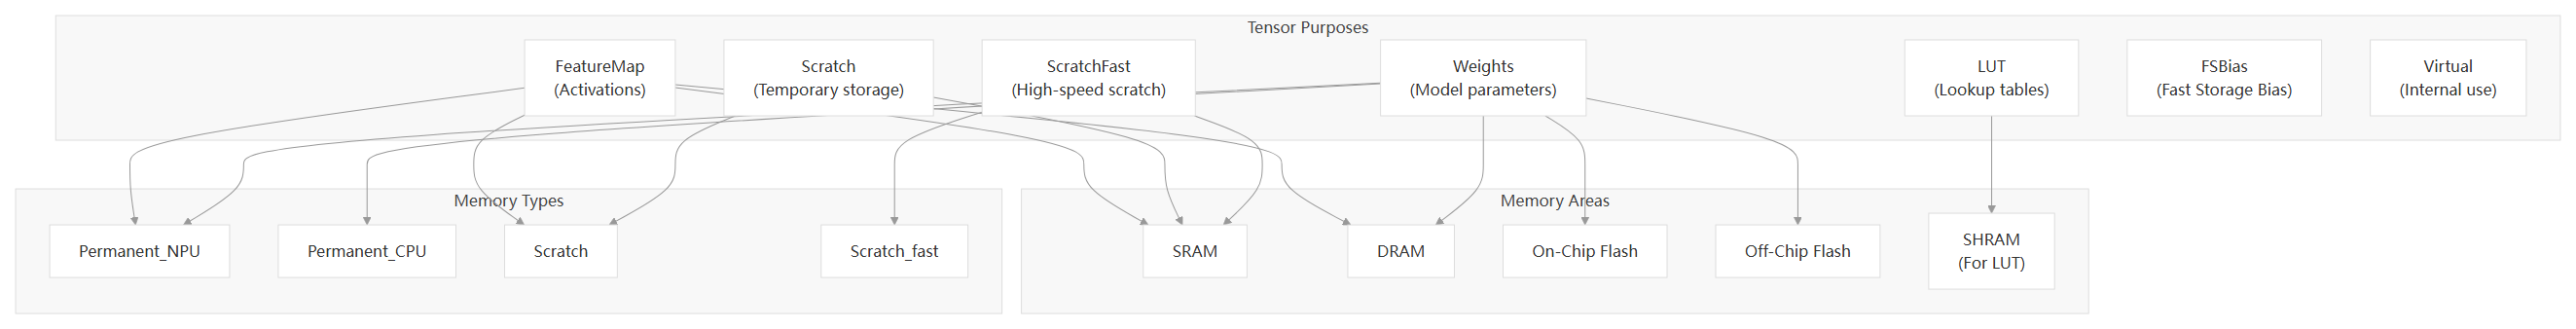 Tensor Purposes
FeatureMap
(Activations)
Scratch
(Temporary storage)
ScratchFast
(High-speed scratch)
Weights
(Model parameters)
LUT
(Lookup tables)
FSBias
(Fast Storage Bias)
Virtual
(Internal use)
Memory Types
Permanent_NPU
Permanent_CPU
Scratch
Scratch_fast
Memory Areas
SRAM
DRAM
On-Chip Flash
Off-Chip Flash
SHRAM
(For LUT)